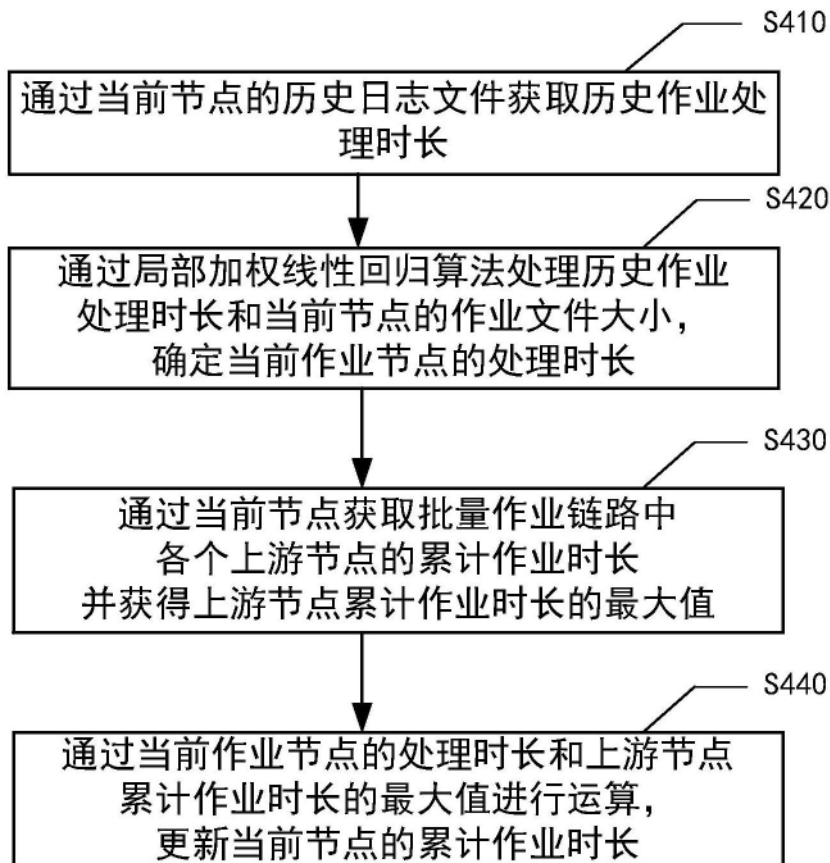 S410
通过当前节点的历史日志文件获取历史作业处
理时长
S420
通过局部加权线性回归算法处理历史作业
处理时长和当前节点的作业文件大小，
确定当前作业节点的处理时长
S430
通过当前节点获取批量作业链路中
各个上游节点的累计作业时长
并获得上游节点累计作业时长的最大值
S440
通过当前作业节点的处理时长和上游节点
累计作业时长的最大值进行运算，
更新当前节点的累计作业时长